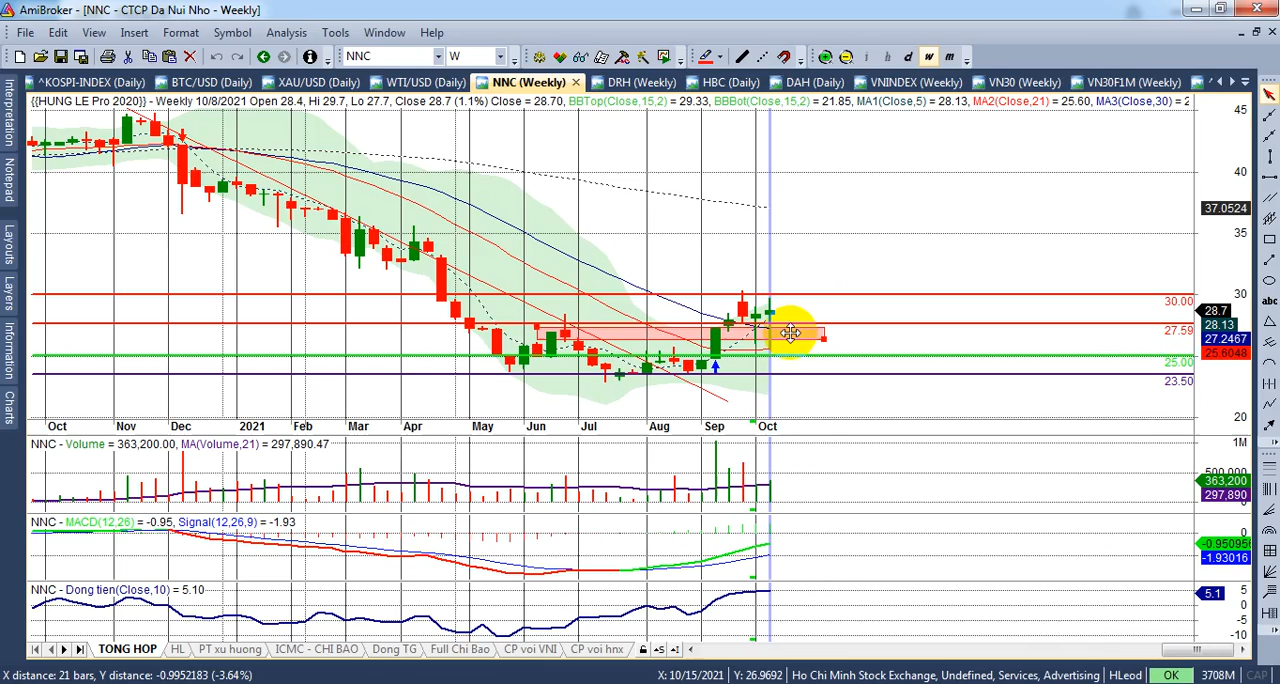 AmiBroker - [NNC - CTCP Da Nui Nho - Weekly]
File Edit View Insert Format Symbol Analysis Tools Window Help
NNC W i h d w m
^KOSPI-INDEX (Daily) BTC/USD (Daily) XAU/USD (Daily) WTI/USD (Daily) NNC (Weekly) DRH (Weekly) HBC (Daily) DAH (Daily) VNINDEX (Weekly) VN30 (Weekly) VN30F1M (Weekly)
{{HUNG LE Pro 2020}} - Weekly 10/8/2021 Open 28.4, Hi 29.7, Lo 27.7, Close 28.7 (1.1%) Close = 28.70, BBTop(Close,15,2) = 29.33, BBBot(Close,15,2) = 21.85, MA1(Close,5) = 28.13, MA2(Close,21) = 25.60, MA3(Close,30) = 2
Interpretation
Notepad
Layouts
Layers
Information
Charts
45
40
37.0524
35
30
30.00
28.7
28.13
27.59
27.2467
25.6048
25.00
23.50
20
abc
Oct Nov Dec 2021 Feb Mar Apr May Jun Jul Aug Sep Oct
NNC - Volume = 363,200.00, MA(Volume,21) = 297,890.47
1M
500,000
363,200
297,890
NNC - MACD(12,26) = -0.95, Signal(12,26,9) = -1.93
0
-0.950956
-1.93016
NNC - Dong tien(Close,10) = 5.10
5
5.1
0
-5
-10
TONG HOP HL PT xu huong ICMC - CHI BAO Dong TG Full Chi Bao CP voi VNI CP voi hnx
X distance: 21 bars, Y distance: -0.9952183 (-3.64%) X: 10/15/2021 Y: 26.9692 Ho Chi Minh Stock Exchange, Undefined, Services, Advertising HLeod OK 3708M CAP